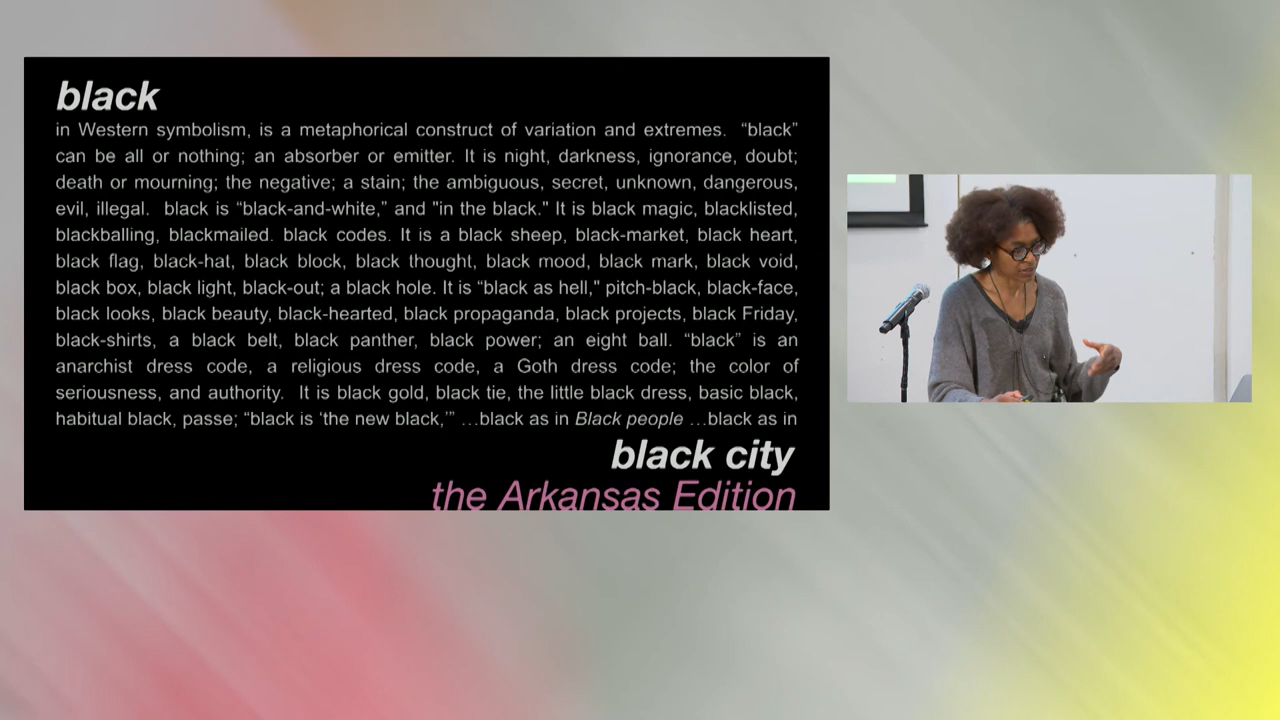 black
in Western symbolism, is a metaphorical construct of variation and extremes. “black”
can be all or nothing; an absorber or emitter. It is night, darkness, ignorance, doubt;
death or mourning; the negative; a stain; the ambiguous, secret, unknown, dangerous,
evil, illegal. black is “black-and-white,” and "in the black." It is black magic, blacklisted,
blackballing, blackmailed. black codes. It is a black sheep, black-market, black heart,
black flag, black-hat, black block, black thought, black mood, black mark, black void,
black box, black light, black-out; a black hole. It is “black as hell,” pitch-black, black-face,
black looks, black beauty, black-hearted, black propaganda, black projects, black Friday,
black-shirts, a black belt, black panther, black power; an eight ball. “black” is an
anarchist dress code, a religious dress code, a Goth dress code; the color of
seriousness, and authority. It is black gold, black tie, the little black dress, basic black,
habitual black, passe; “black is ‘the new black,’” …black as in Black people …black as in
black city
the Arkansas Edition